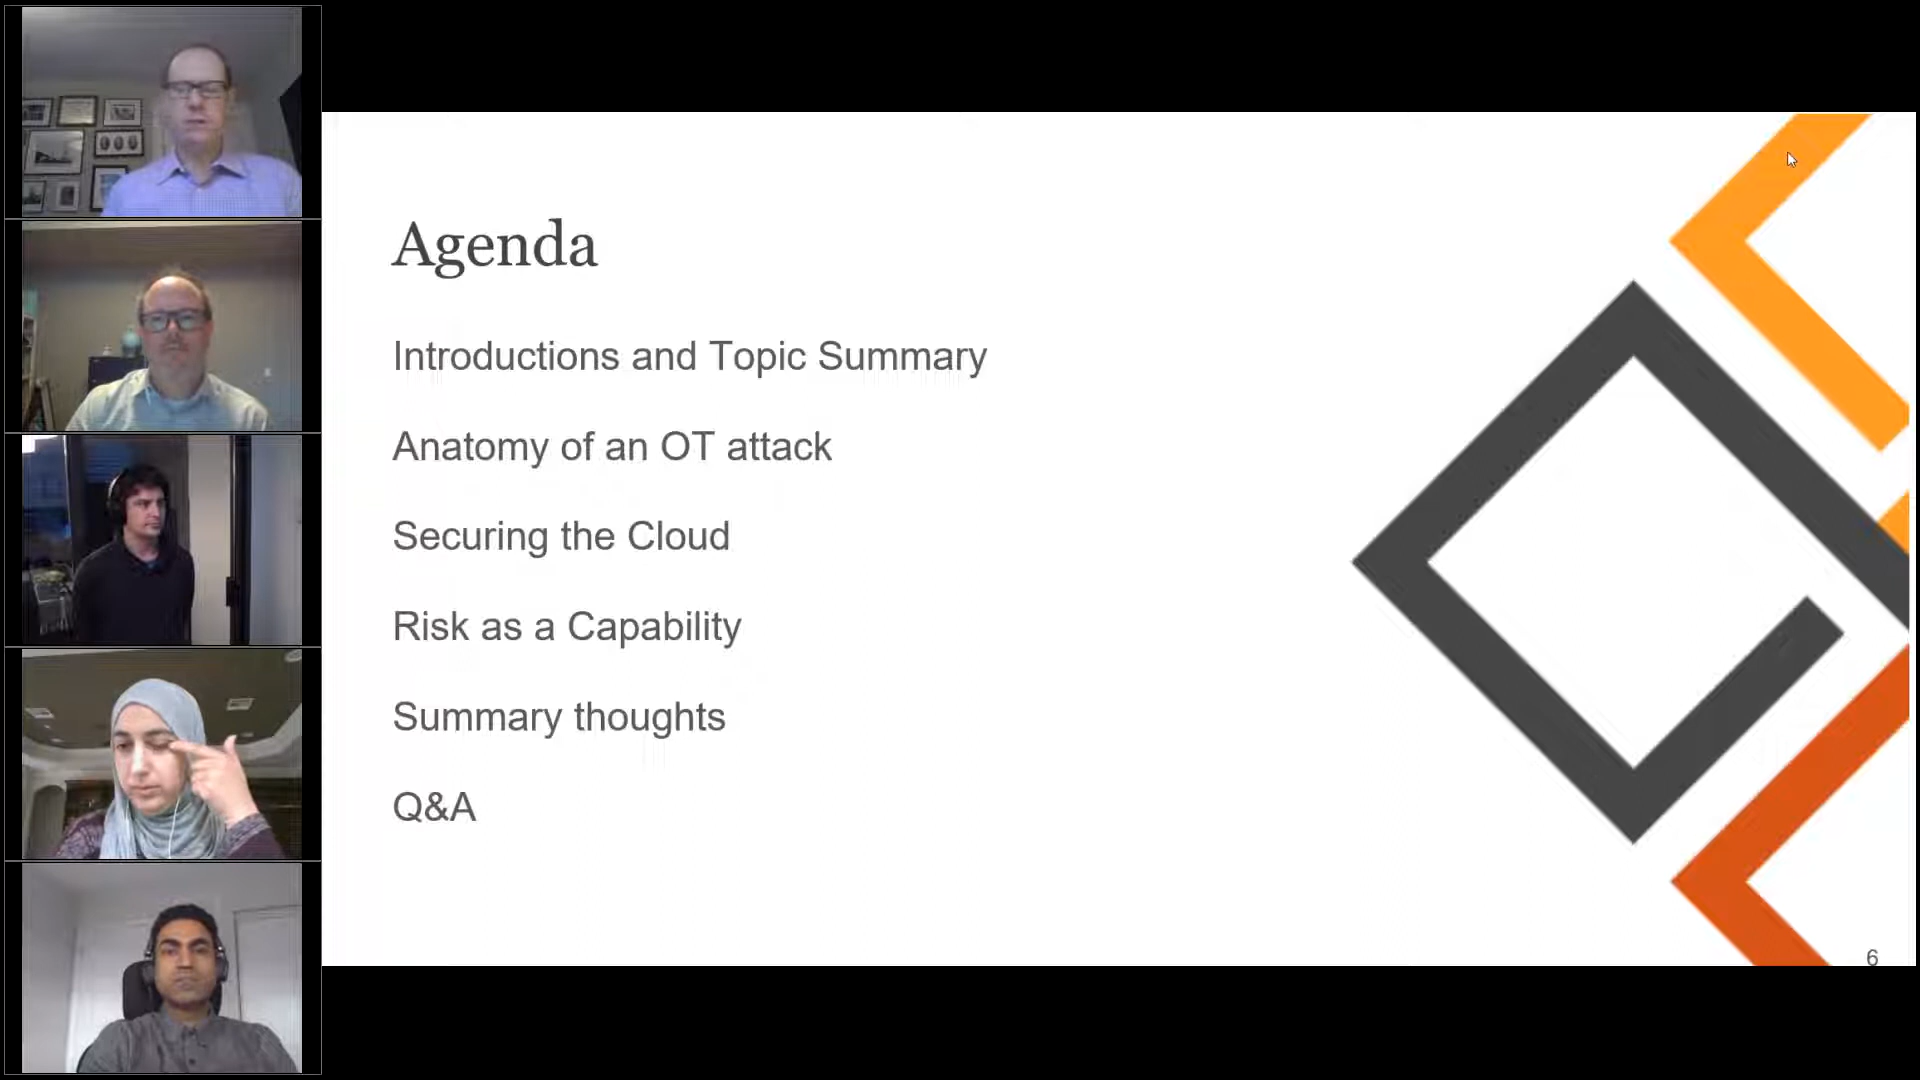 Agenda
Introductions and Topic Summary
Anatomy of an OT attack
Securing the Cloud
Risk as a Capability
Summary thoughts
Q&A
6